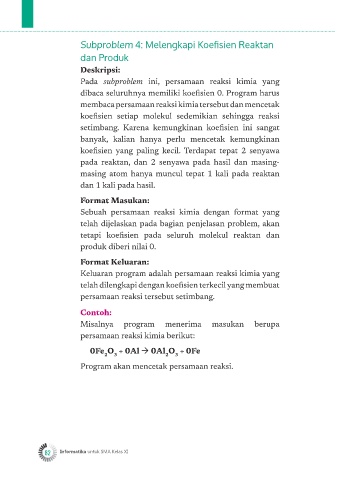 Subproblem 4: Melengkapi Koefisien Reaktan
dan Produk
Deskripsi:
Pada subproblem ini, persamaan reaksi kimia yang
dibaca seluruhnya memiliki koefisien 0. Program harus
membaca persamaan reaksi kimia tersebut dan mencetak
koefisien setiap molekul sedemikian sehingga reaksi
setimbang. Karena kemungkinan koefisien ini sangat
banyak, kalian hanya perlu mencetak kemungkinan
koefisien yang paling kecil. Terdapat tepat 2 senyawa
pada reaktan, dan 2 senyawa pada hasil dan masing-
masing atom hanya muncul tepat 1 kali pada reaktan
dan 1 kali pada hasil.
Format Masukan:
Sebuah persamaan reaksi kimia dengan format yang
telah dijelaskan pada bagian penjelasan problem, akan
tetapi koefisien pada seluruh molekul reaktan dan
produk diberi nilai 0.
Format Keluaran:
Keluaran program adalah persamaan reaksi kimia yang
telah dilengkapi dengan koefisien terkecil yang membuat
persamaan reaksi tersebut setimbang.
Contoh:
Misalnya program menerima masukan berupa
persamaan reaksi kimia berikut:
0Fe₂O₃ + 0Al → 0Al₂O₃ + 0Fe
Program akan mencetak persamaan reaksi.
82 Informatika untuk SMA Kelas XI